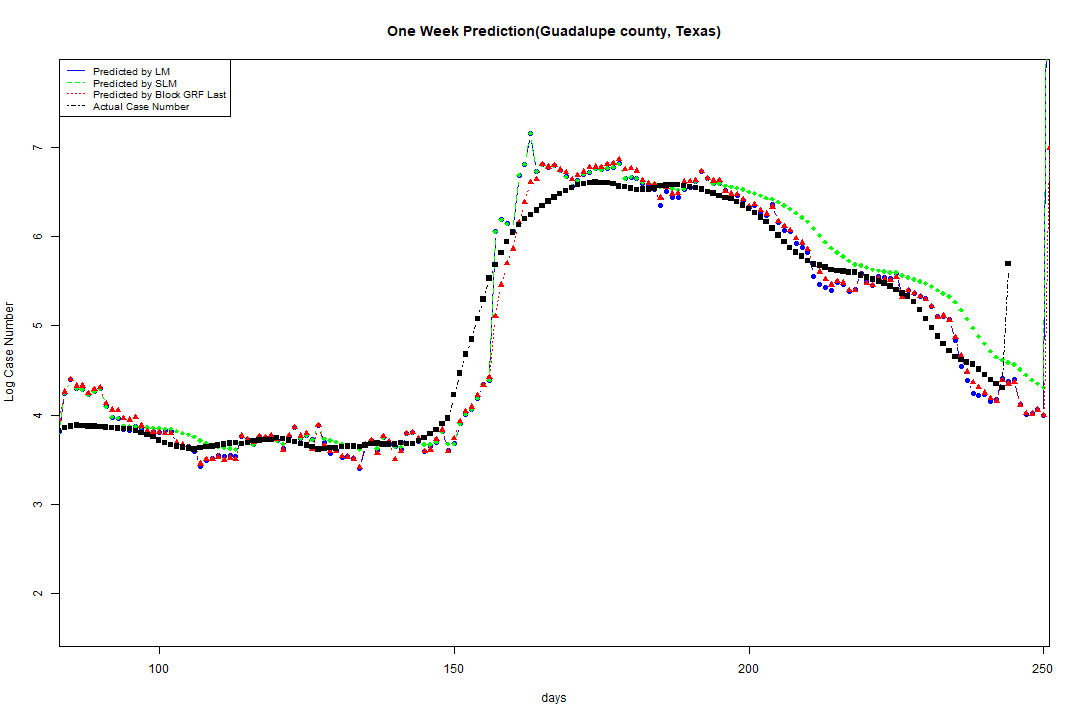 One Week Prediction(Guadalupe county, Texas)
Predicted by LM
Predicted by SLM
Predicted by Block GRF Last
Actual Case Number
7
6
5
4
3
2
Log Case Number
100 150 200 250
days